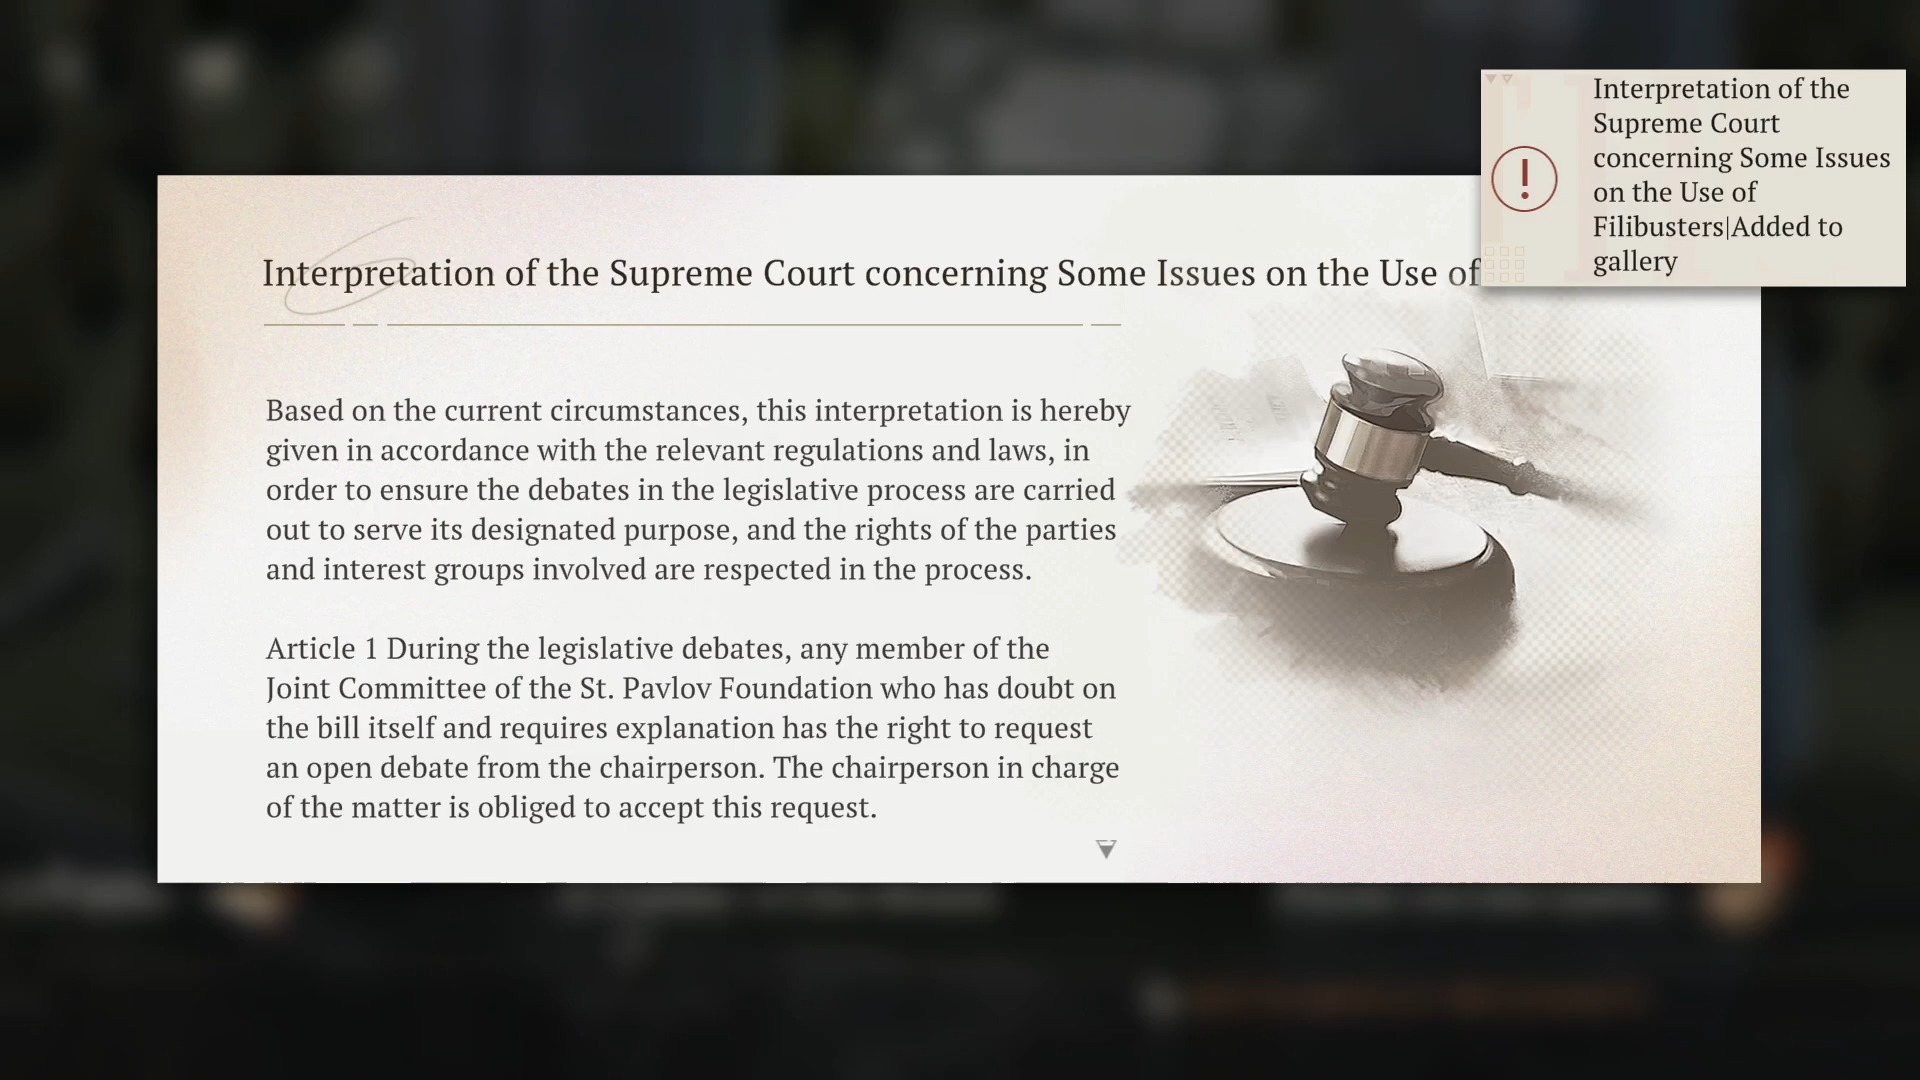 Interpretation of the
Supreme Court
concerning Some Issues
on the Use of
Filibusters|Added to
gallery
Interpretation of the Supreme Court concerning Some Issues on the Use of
Based on the current circumstances, this interpretation is hereby
given in accordance with the relevant regulations and laws, in
order to ensure the debates in the legislative process are carried
out to serve its designated purpose, and the rights of the parties
and interest groups involved are respected in the process.
Article 1 During the legislative debates, any member of the
Joint Committee of the St. Pavlov Foundation who has doubt on
the bill itself and requires explanation has the right to request
an open debate from the chairperson. The chairperson in charge
of the matter is obliged to accept this request.